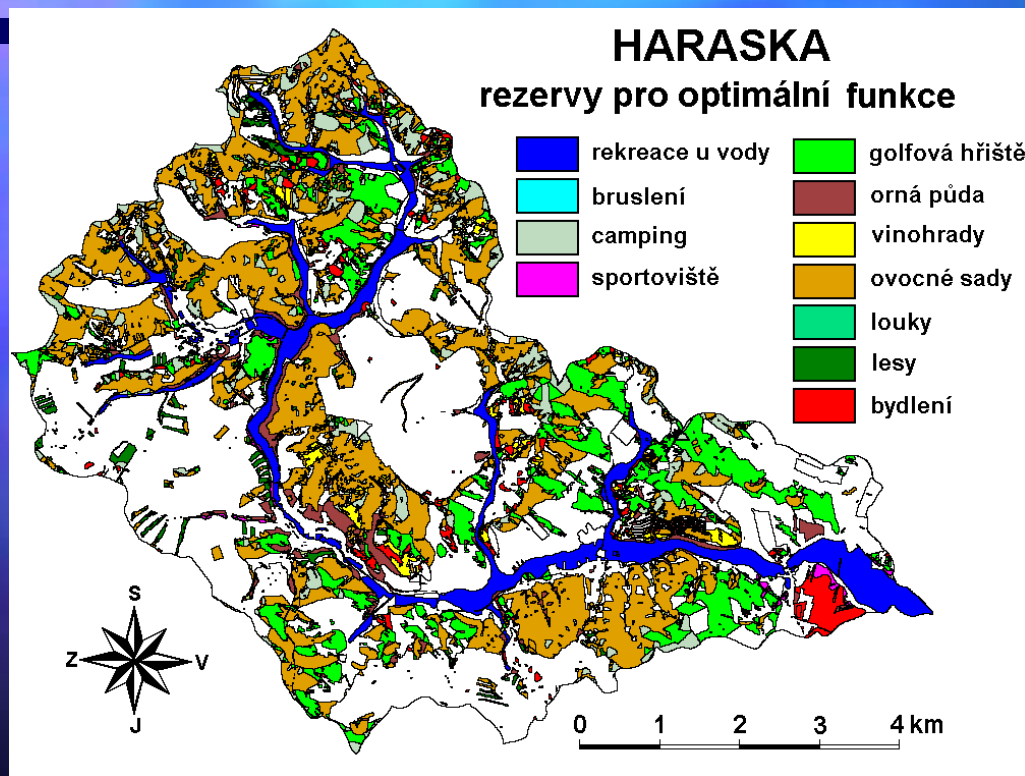 HARASKA
rezervy pro optimální funkce
rekreace u vody
bruslení
camping
sportoviště
golfová hřiště
orná půda
vinohrady
ovocné sady
louky
lesy
bydlení
S
Z V
J
0 1 2 3 4 km